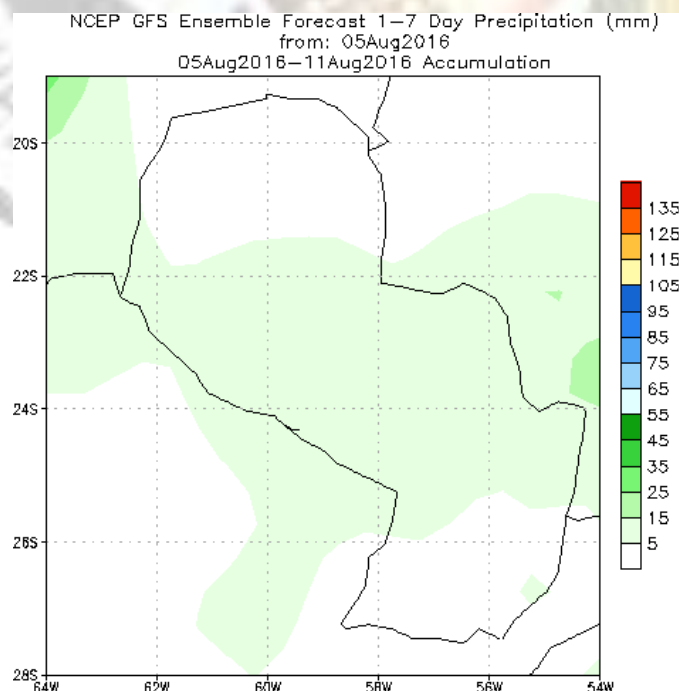 NCEP GFS Ensemble Forecast 1-7 Day Precipitation (mm)
from: 05Aug2016
05Aug2016-11Aug2016 Accumulation
20S
22S
24S
26S
28S
64W 62W 60W 58W 56W 54W
135
125
115
105
95
85
75
65
55
45
35
25
15
5